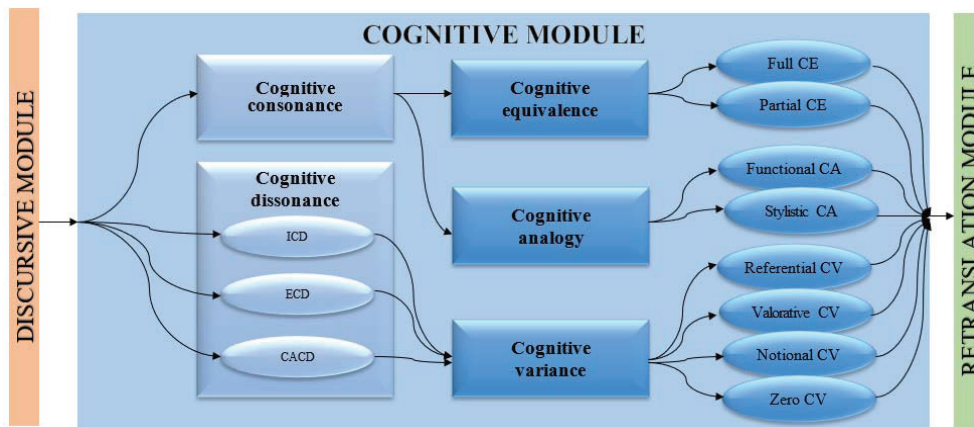 DISCURSIVE MODULE
COGNITIVE MODULE
Cognitive
consonance
Cognitive
dissonance
ICD
ECD
CACD
Cognitive
equivalence
Cognitive
analogy
Cognitive
variance
Full CE
Partial CE
Functional CA
Stylistic CA
Referential CV
Valorative CV
Notional CV
Zero CV
RETRANSLATION MODULE